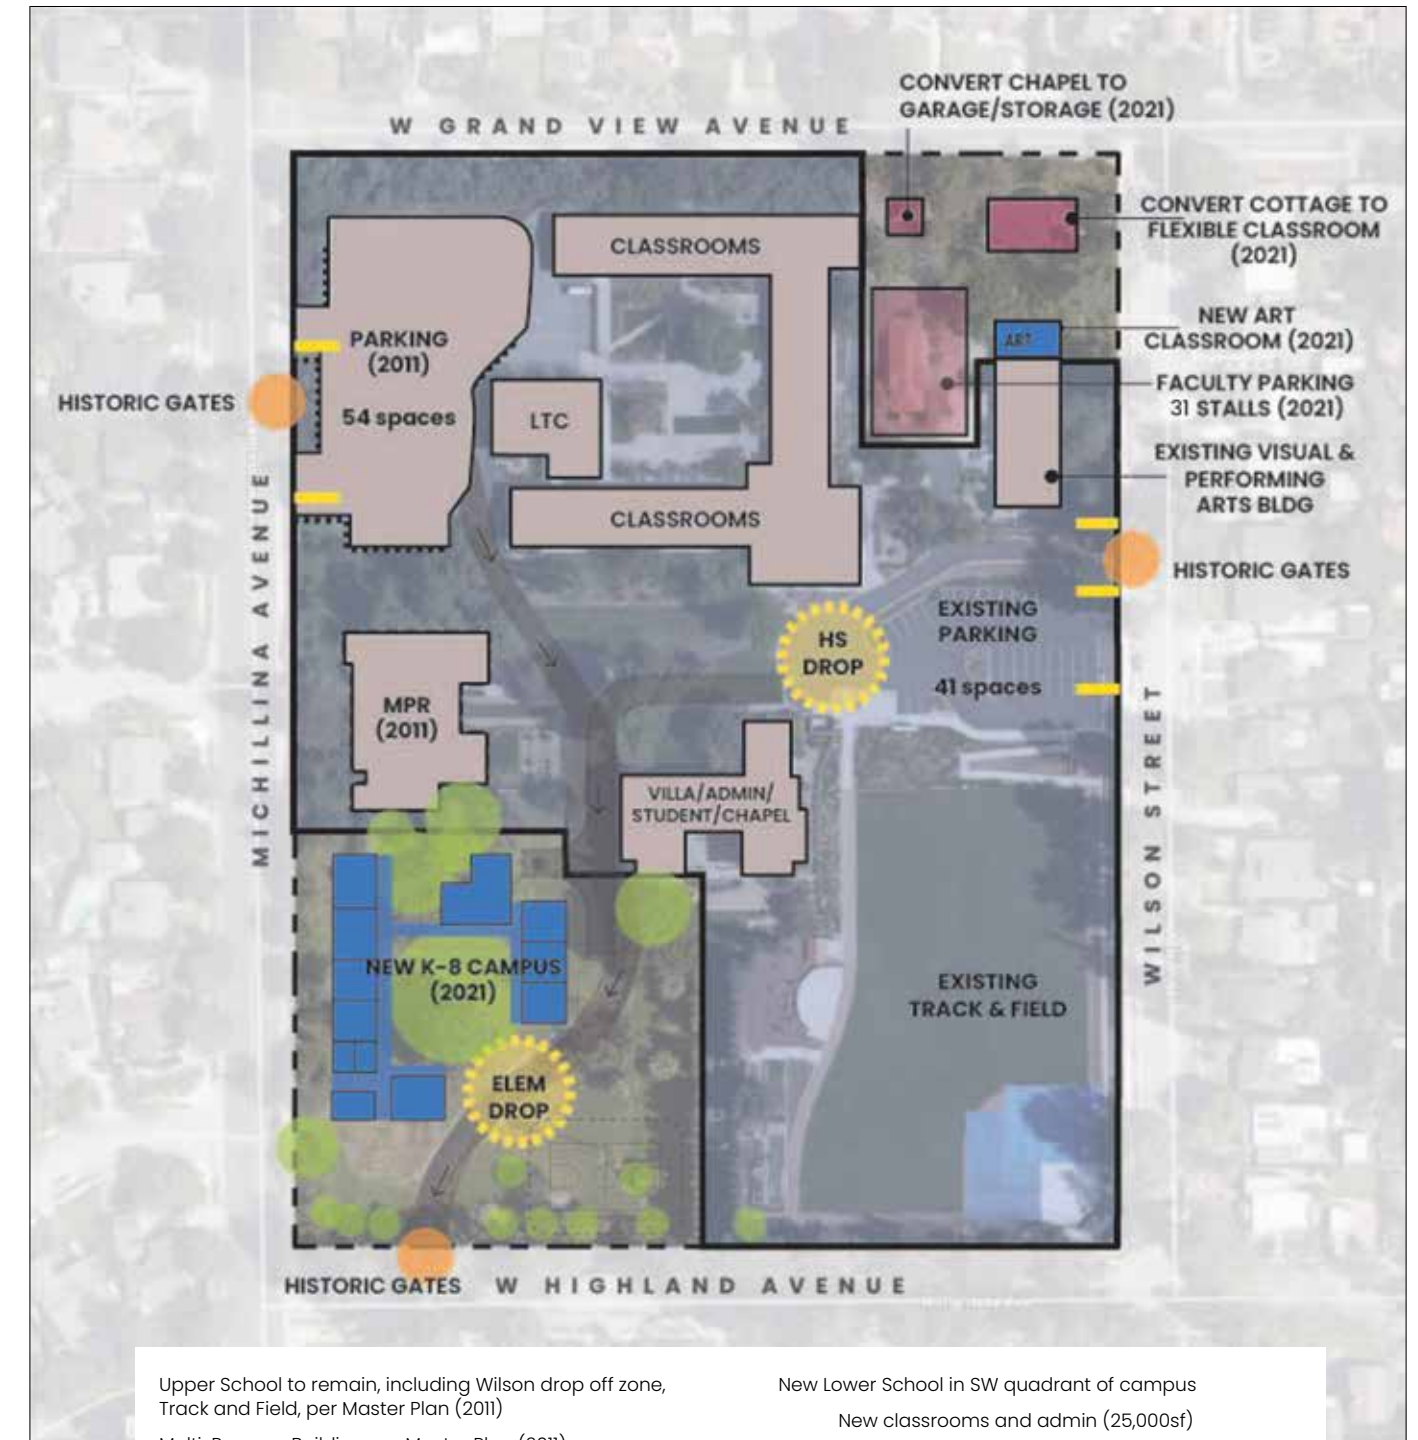 CONVERT CHAPEL TO
GARAGE/STORAGE (2021)
W GRAND VIEW AVENUE
CONVERT COTTAGE TO
FLEXIBLE CLASSROOM
(2021)
CLASSROOMS
NEW ART
CLASSROOM (2021)
ART
PARKING
(2011)
54 spaces
HISTORIC GATES
LTC
FACULTY PARKING
31 STALLS (2021)
EXISTING VISUAL &
PERFORMING
ARTS BLDG
CLASSROOMS
MICHILLINA AVENUE
HISTORIC GATES
EXISTING
PARKING
41 spaces
HS
DROP
MPR
(2011)
WILSON STREET
VILLA/ADMIN/
STUDENT/CHAPEL
NEW K-8 CAMPUS
(2021)
EXISTING
TRACK & FIELD
ELEM
DROP
HISTORIC GATES
W HIGHLAND AVENUE
Upper School to remain, including Wilson drop off zone,
Track and Field, per Master Plan (2011)
New Lower School in SW quadrant of campus
New classrooms and admin (25,000sf)